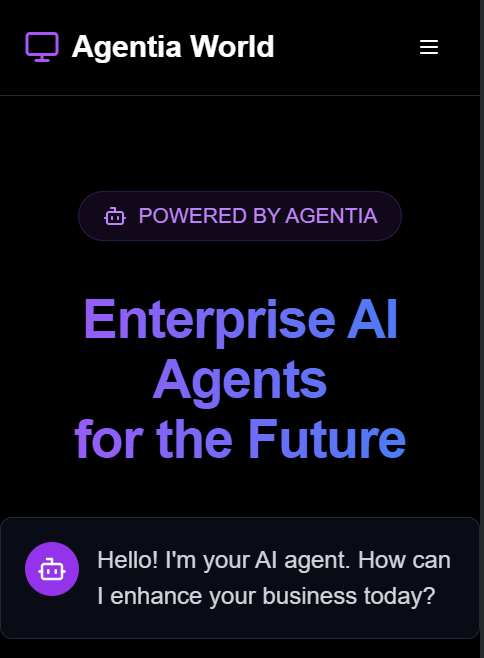 Agentia World
POWERED BY AGENTIA
Enterprise AI
Agents
for the Future
Hello! I'm your AI agent. How can
I enhance your business today?